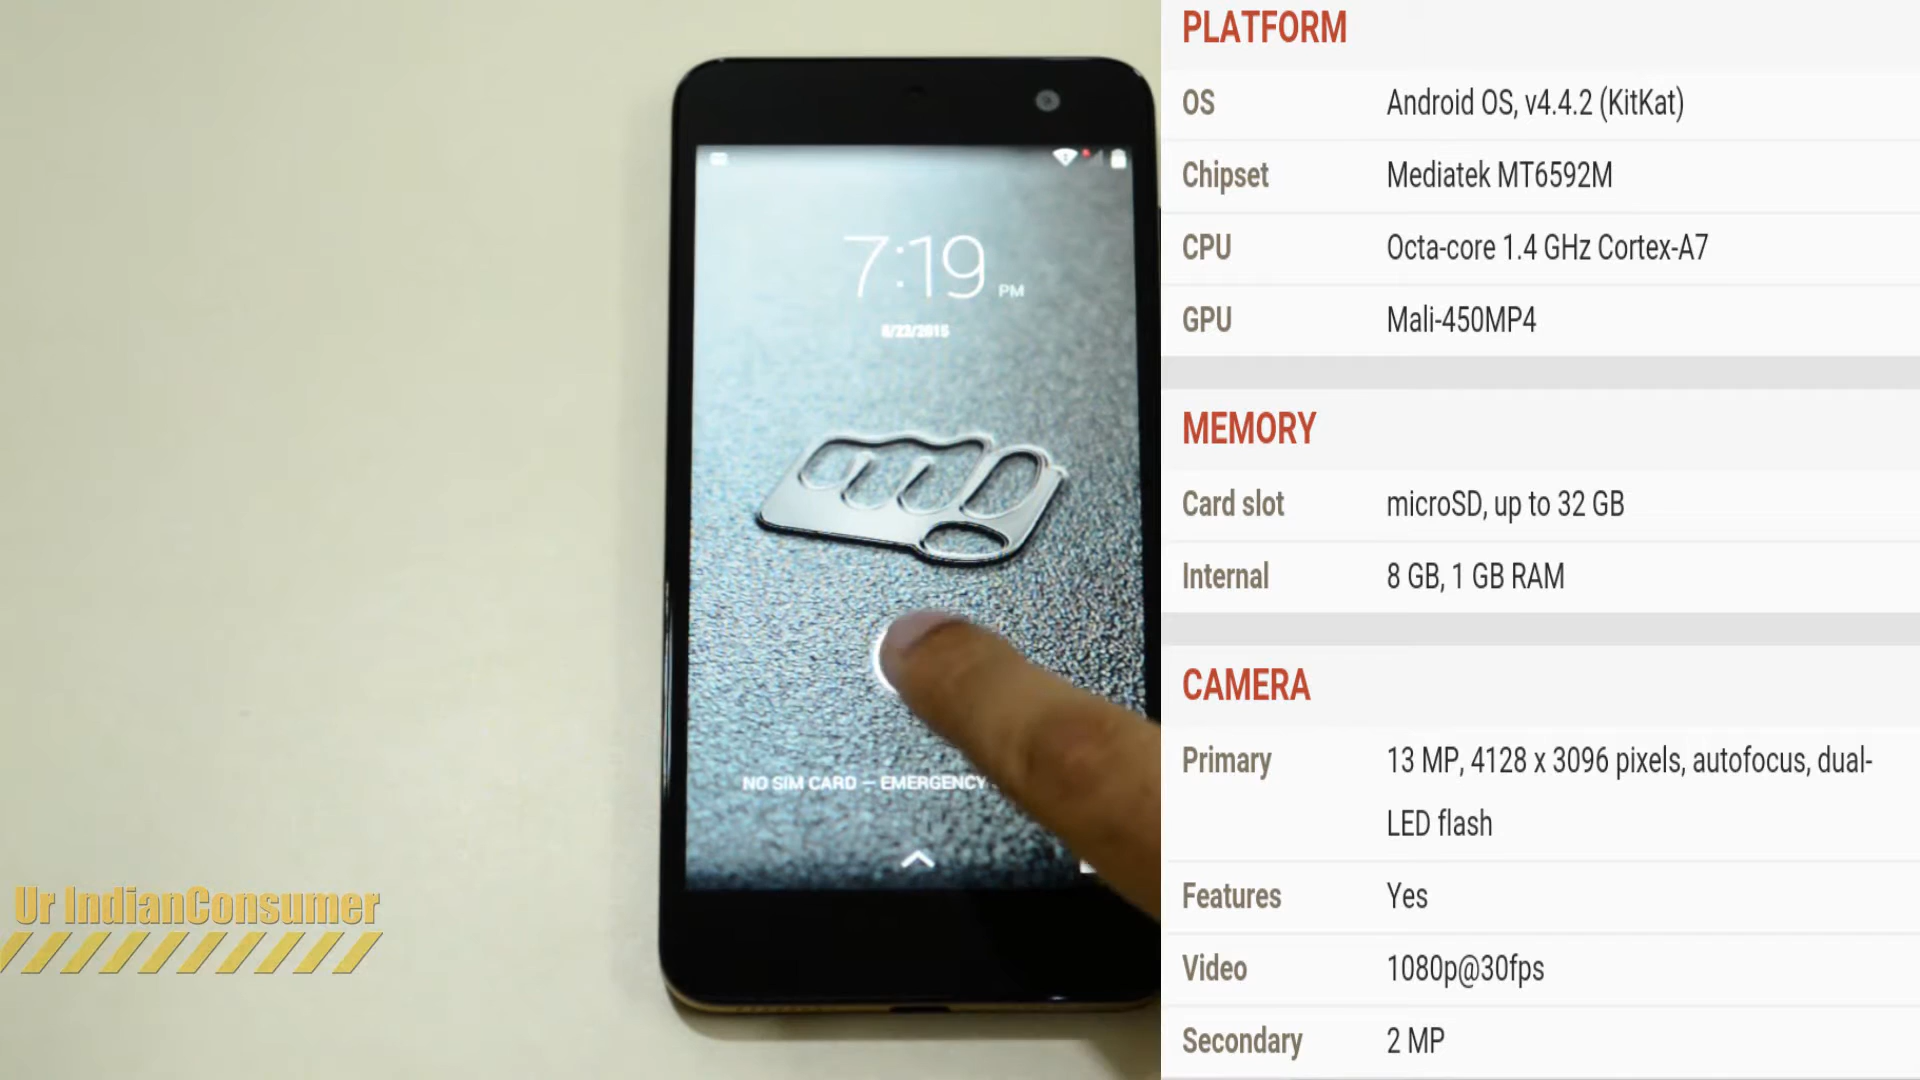 7:19 PM
NO SIM CARD — EMERGENCY
Ur IndianConsumer
PLATFORM
OS Android OS, v4.4.2 (KitKat)
Chipset Mediatek MT6592M
CPU Octa-core 1.4 GHz Cortex-A7
GPU Mali-450MP4
MEMORY
Card slot microSD, up to 32 GB
Internal 8 GB, 1 GB RAM
CAMERA
Primary 13 MP, 4128 x 3096 pixels, autofocus, dual-
LED flash
Features Yes
Video 1080p@30fps
Secondary 2 MP